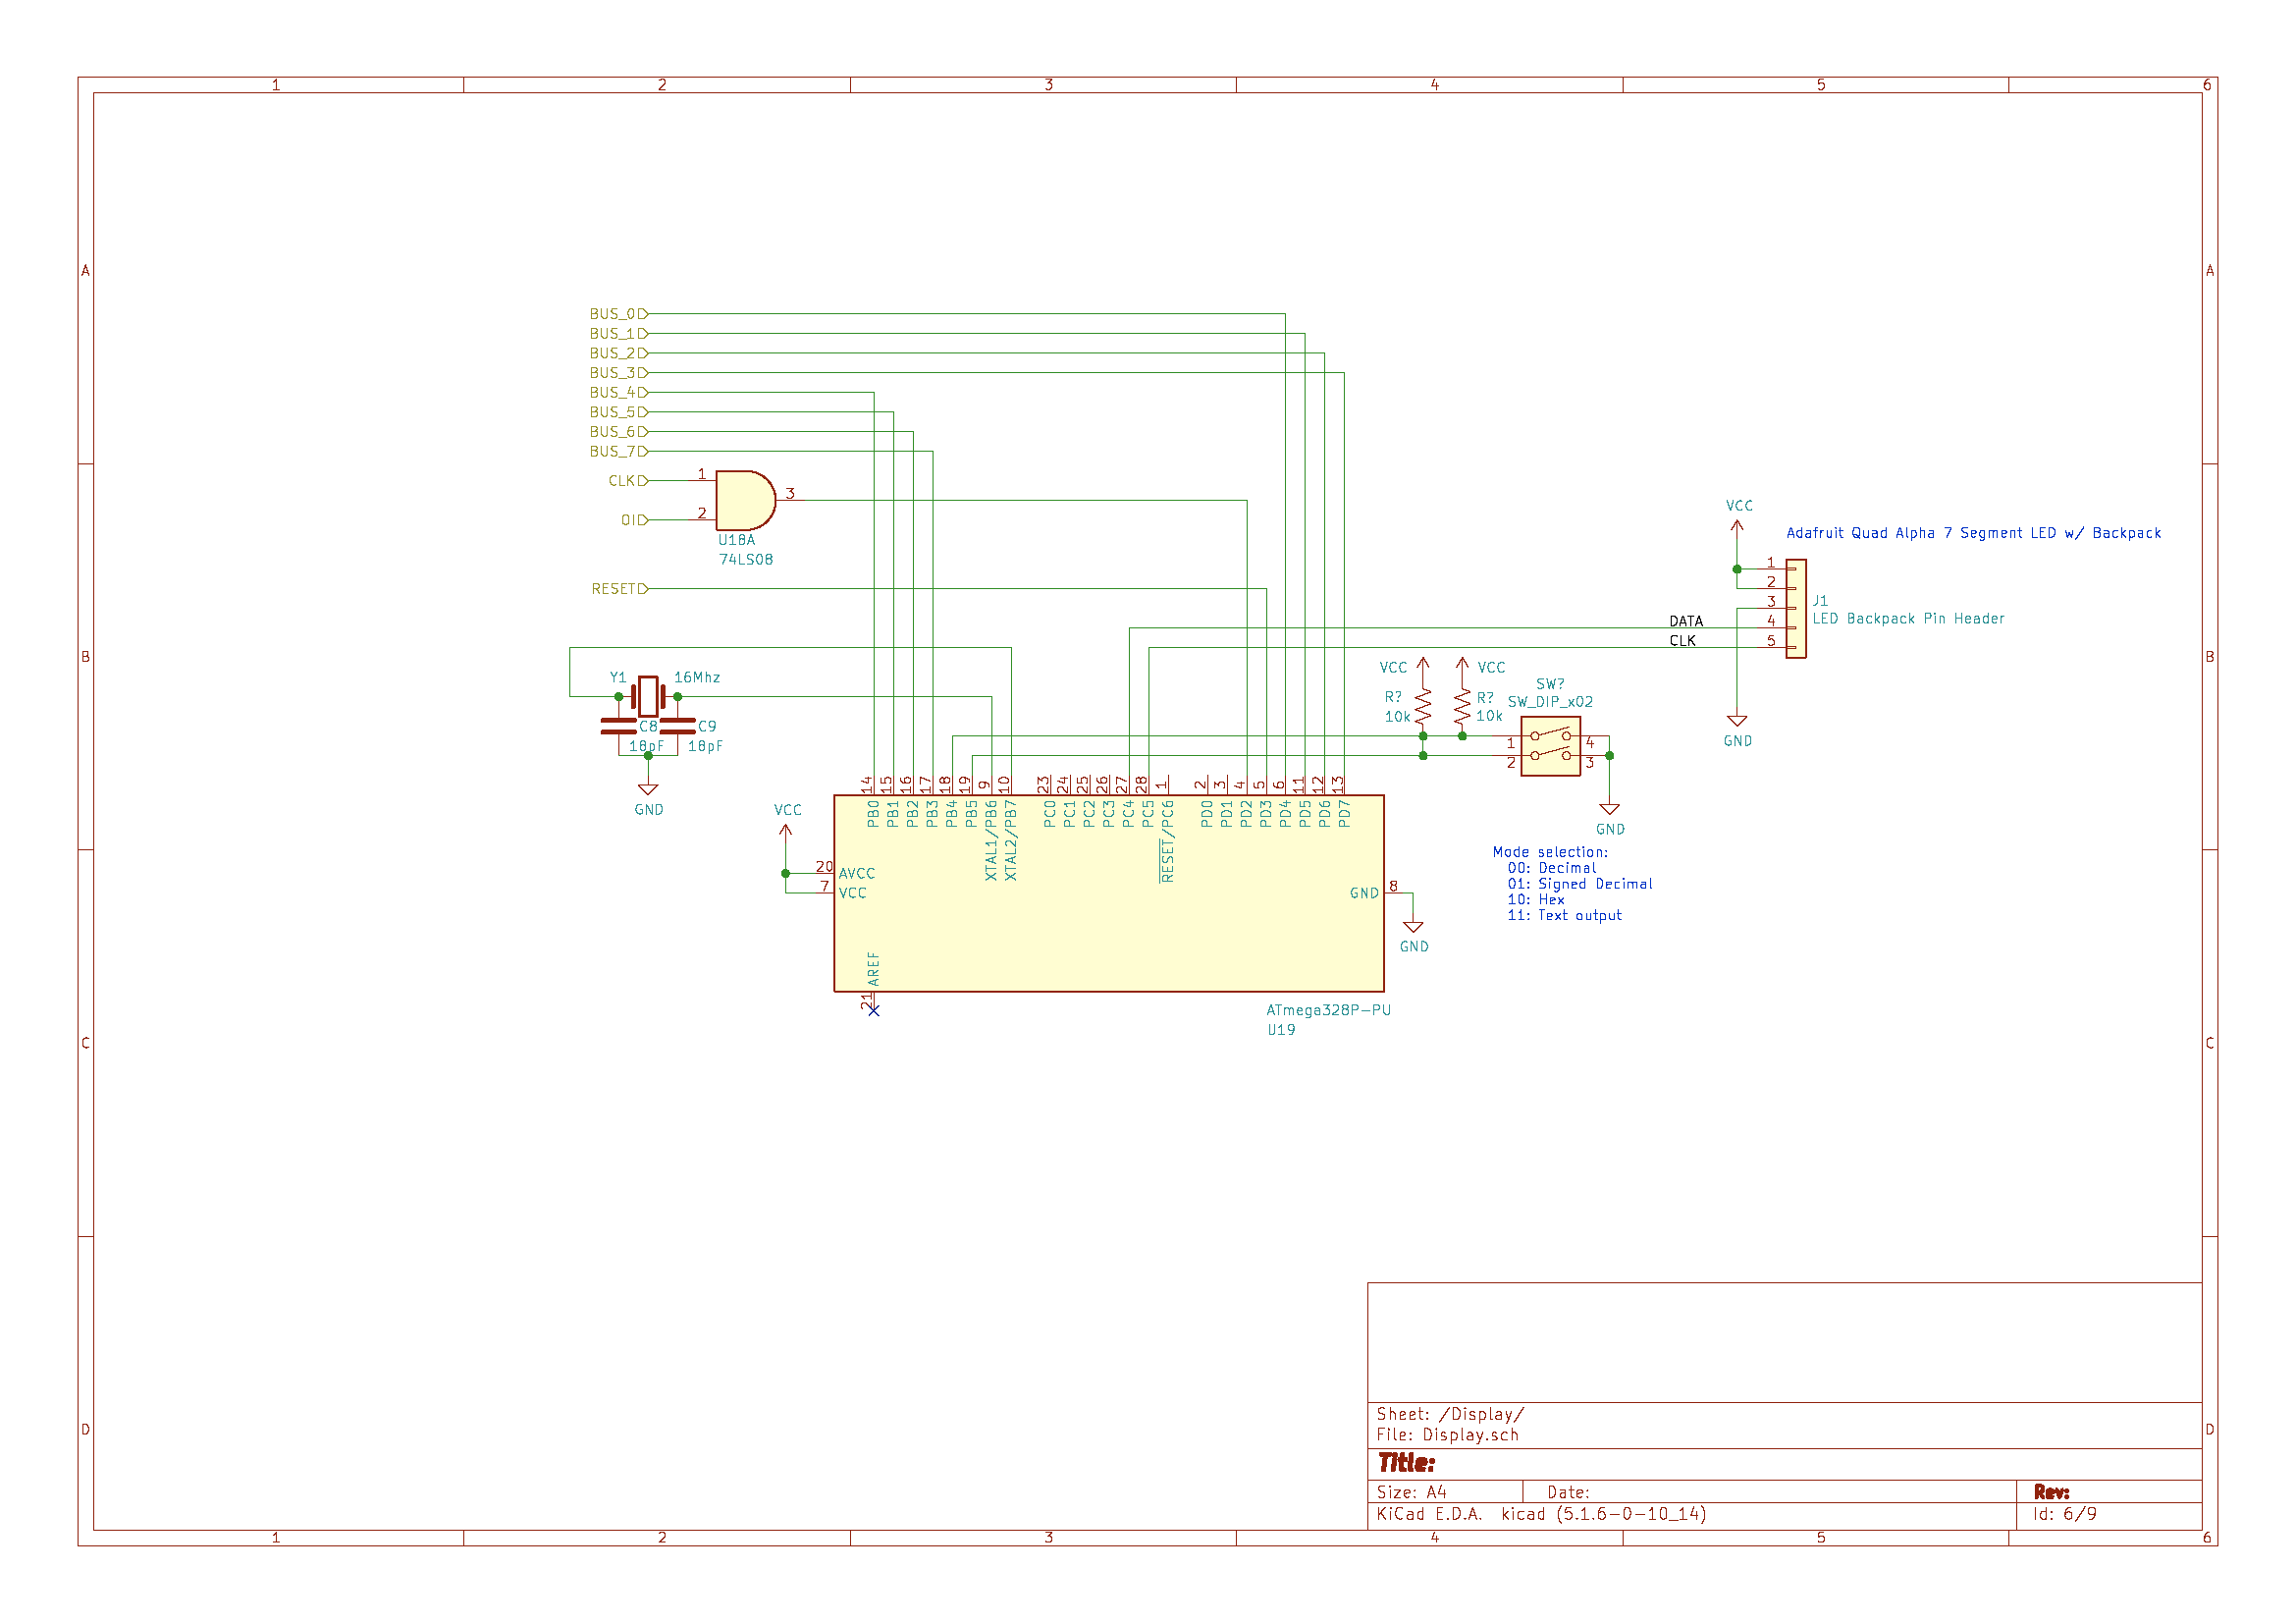 1 2 3 4 5 6
A A
B B
C C
D D
BUS_0
BUS_1
BUS_2
BUS_3
BUS_4
BUS_5
BUS_6
BUS_7
CLK
OI
1
2
3
U18A
74LS08
RESET
VCC
Adafruit Quad Alpha 7 Segment LED w/ Backpack
1
2
3
4
5
J1
LED Backpack Pin Header
DATA
CLK
GND
Y1
16Mhz
C8
18pF
C9
18pF
GND
VCC
R?
10k
VCC
R?
10k
SW?
SW_DIP_x02
1
2
4
3
GND
Mode selection:
00: Decimal
01: Signed Decimal
10: Hex
11: Text output
14 15 16 17 18 19 9 10 23 24 25 26 27 28 1 2 3 4 5 6 11 12 13
PB0 PB1 PB2 PB3 PB4 PB5 XTAL1/PB6 XTAL2/PB7 PC0 PC1 PC2 PC3 PC4 PC5 RESET/PC6 PD0 PD1 PD2 PD3 PD4 PD5 PD6 PD7
VCC
20
AVCC
7
VCC
GND
8
GND
AREF
21
ATmega328P-PU
U19
Sheet: /Display/
File: Display.sch
Title:
Size: A4 Date: Rev:
KiCad E.D.A. kicad (5.1.6-0-10_14) Id: 6/9
1 2 3 4 5 6